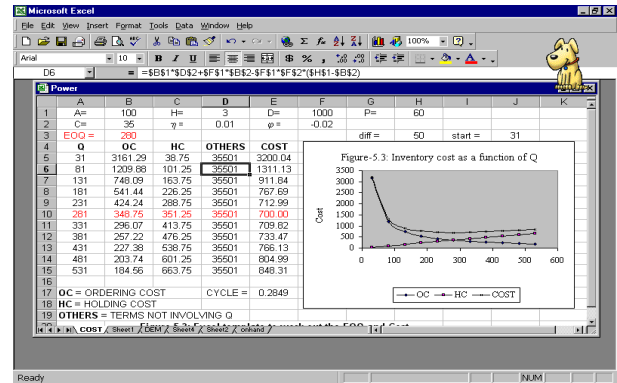 Microsoft Excel
File Edit View Insert Format Tools Data Window Help
100%
Arial 10 B I U $ % ,
D6 = =$B$1*$D$2+$F$1*$B$2-$F$1*$F$2*($H$1-$B$2)
Power
A B C D E F G H I J K
1 A= 100 H= 3 D= 1000 P= 60
2 C= 35 η = 0.01 φ = -0.02
3 EOQ = 280 diff = 50 start = 31
4 Q OC HC OTHERS COST
5 31 3161.29 38.75 35501 3200.04
6 81 1209.88 101.25 35501 1311.13
7 131 748.09 163.75 35501 911.84
8 181 541.44 226.25 35501 767.69
9 231 424.24 288.75 35501 712.99
10 281 348.75 351.25 35501 700.00
11 331 296.07 413.75 35501 709.82
12 381 257.22 476.25 35501 733.47
13 431 227.38 538.75 35501 766.13
14 481 203.74 601.25 35501 804.99
15 531 184.56 663.75 35501 848.31
16
17 OC = ORDERING COST CYCLE = 0.2849
18 HC = HOLDING COST
19 OTHERS = TERMS NOT INVOLVING Q
Figure-5.3: Inventory cost as a function of Q
Cost
3500
3000
2500
2000
1500
1000
500
0
0 100 200 300 400 500 600
OC HC COST
COST Sheet1 DEM Sheet4 Sheet2 onhand
Ready NUM